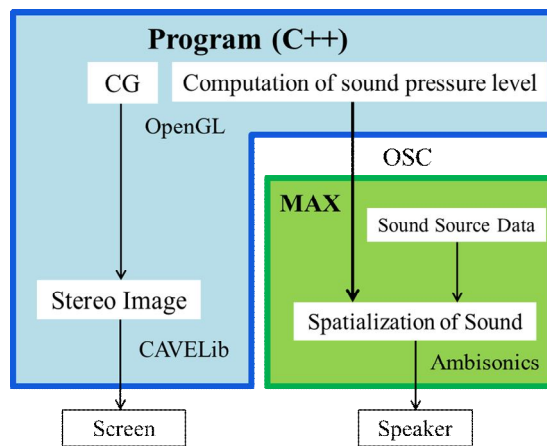 Program (C++)
CG
Computation of sound pressure level
OpenGL
OSC
MAX
Sound Source Data
Stereo Image
Spatialization of Sound
CAVELib
Ambisonics
Screen
Speaker